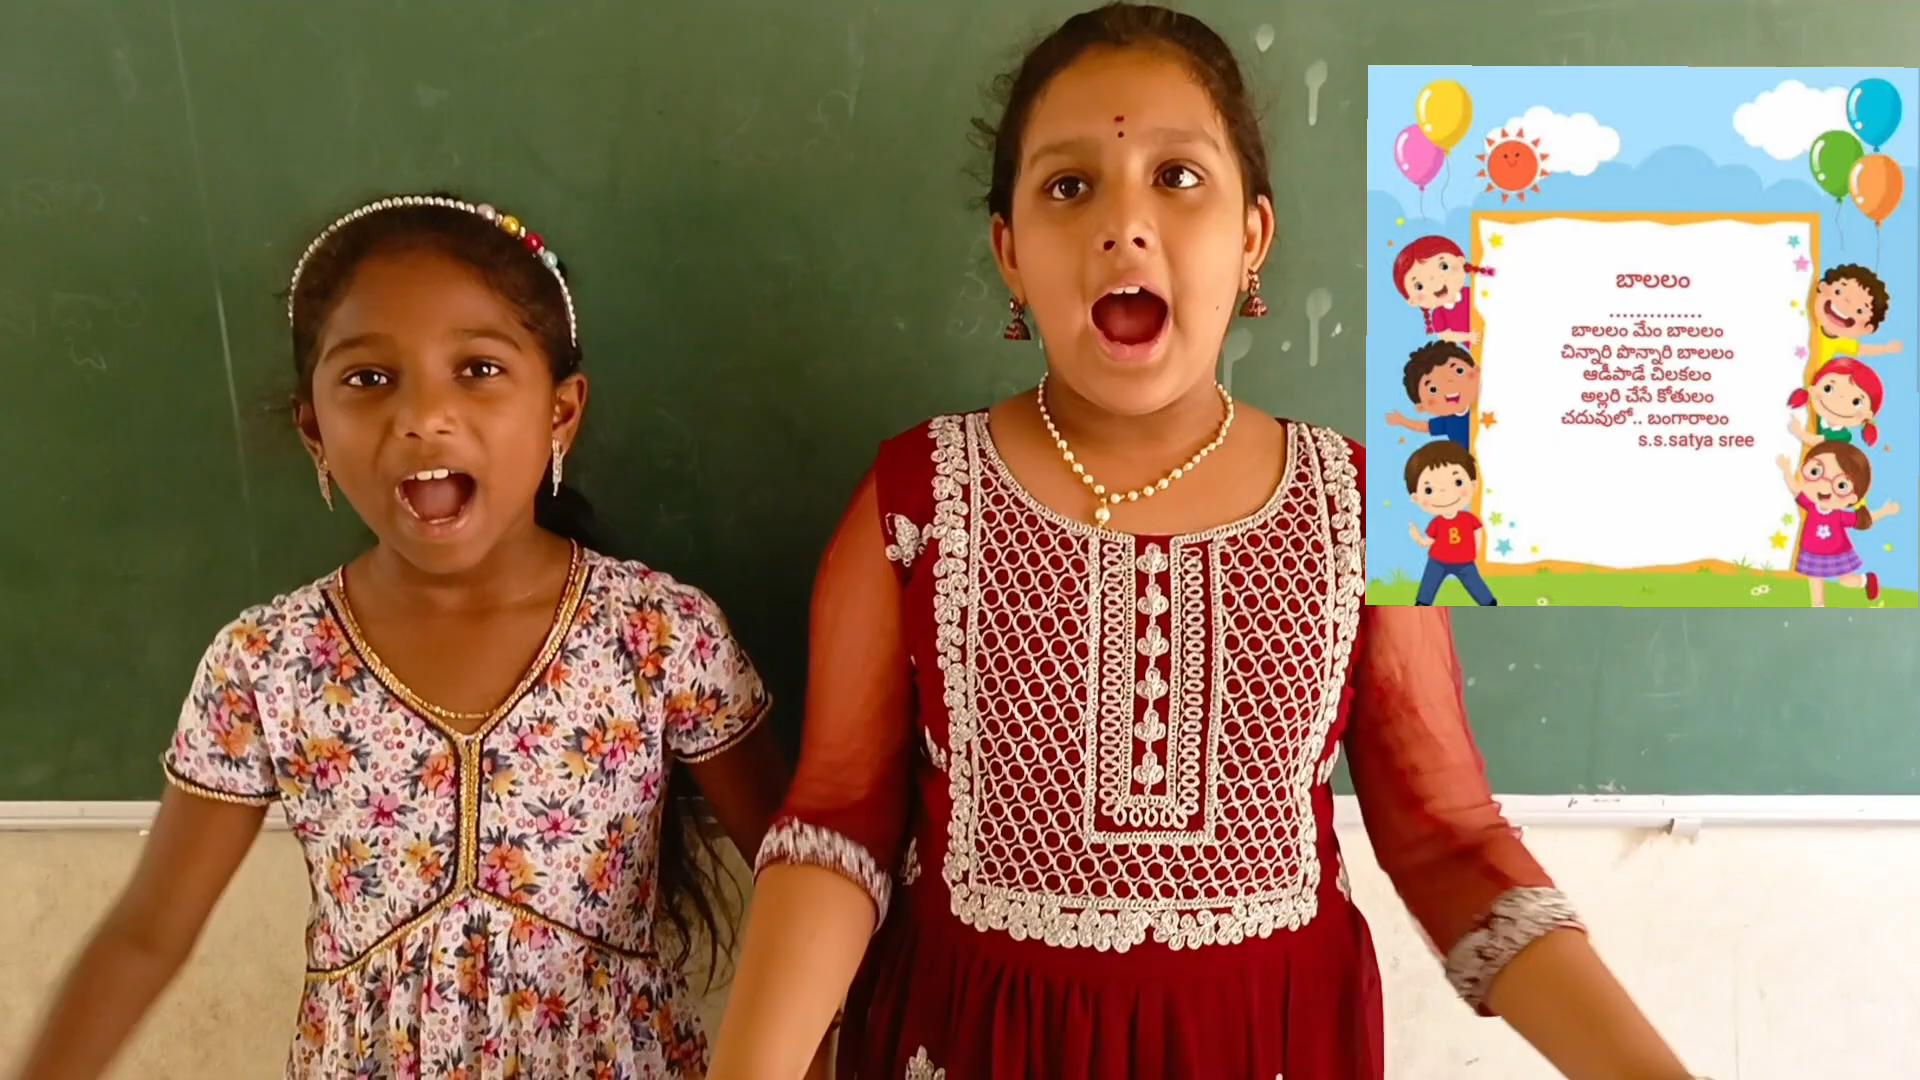 బాలలం
..............
బాలలం మేం బాలలం
చిన్నారి పొన్నారి బాలలం
ఆడీపాడే చిలకలం
అల్లరి చేసే కోతులం
చదువులో.. బంగారాలం
s.s.satya sree
B